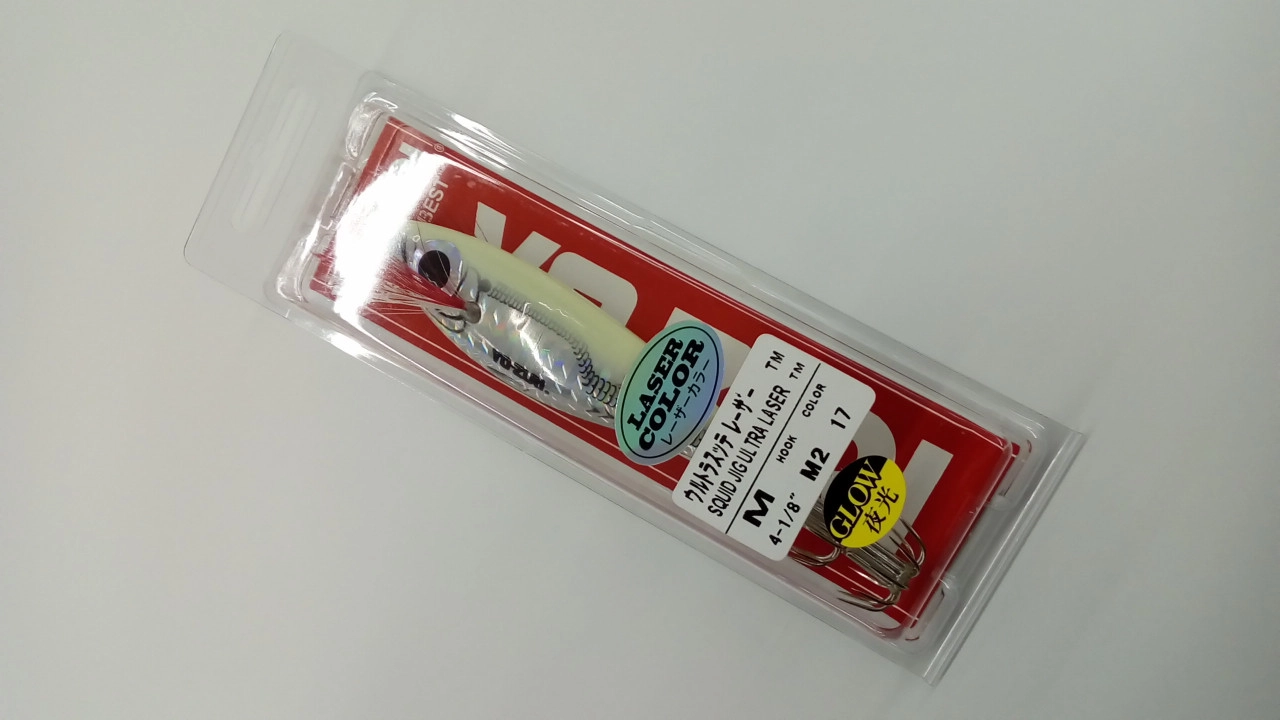 BEST
YO-ZURI
LASER
COLOR
レーザーカラー
ウルトラスッテ レーザー TM
SQUID JIG ULTRA LASER TM
HOOK COLOR
M M2 17
4-1/8"
GLOW
夜光